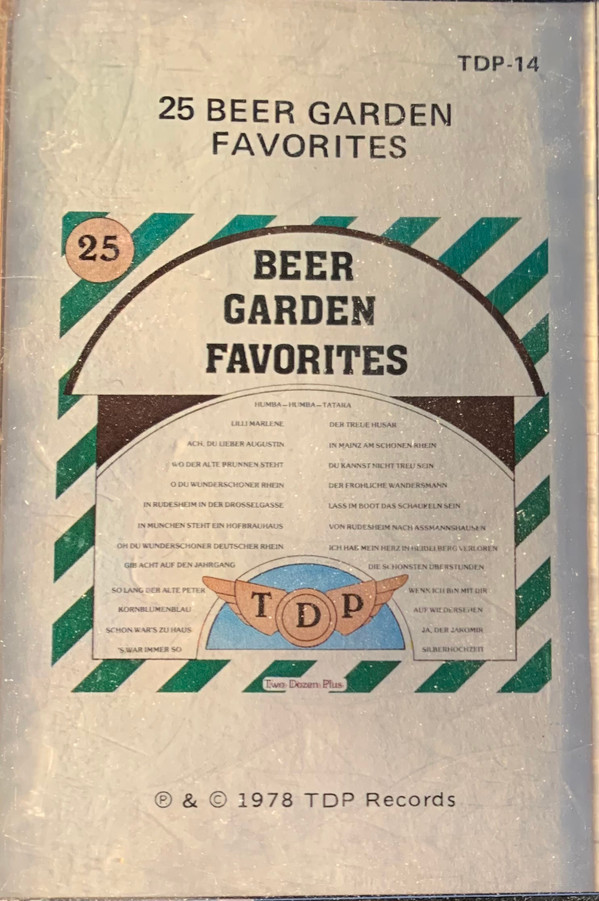 TDP-14
25 BEER GARDEN
FAVORITES
25
BEER
GARDEN
FAVORITES
HUMBA—HUMBA—TATARA
LILLI MARLENE
DER TREUE HUSAR
ACH, DU LIEBER AUGUSTIN
IN MAINZ AM SCHONEN RHEIN
WO DER ALTE BRUNNEN STEHT
DU KANNST NICHT TREU SEIN
O DU WUNDERSCHONER RHEIN
DER FROHLICHE WANDERSMANN
IN RUDESHEIM IN DER DROSSELGASSE
LASS IM BOOT DAS SCHAUFELN SEIN
IN MUNCHEN STEHT EIN HOFBRAUHAUS
VON RUDESHEIM NACH ASSMANNSHAUSEN
OH DU WUNDERSCHONER DEUTSCHER RHEIN
ICH HAB MEIN HERZ IN HEIDELBERG VERLOREN
GIB ACHT AUF DEN JAHRGANG
DIE SCHONSTEN UBERSTUNDEN
SO LANG DER ALTE PETER
WENN ICH BIN MIT DIR
KORNBLUMENBLAU
AUF WIEDERSEHEN
SCHON WAR'S ZU HAUS
JA, DER
'S WAR IMMER SO
SILBERHOCHZEIT
TDP
Two Dozen Plus
℗ & © 1978 TDP Records